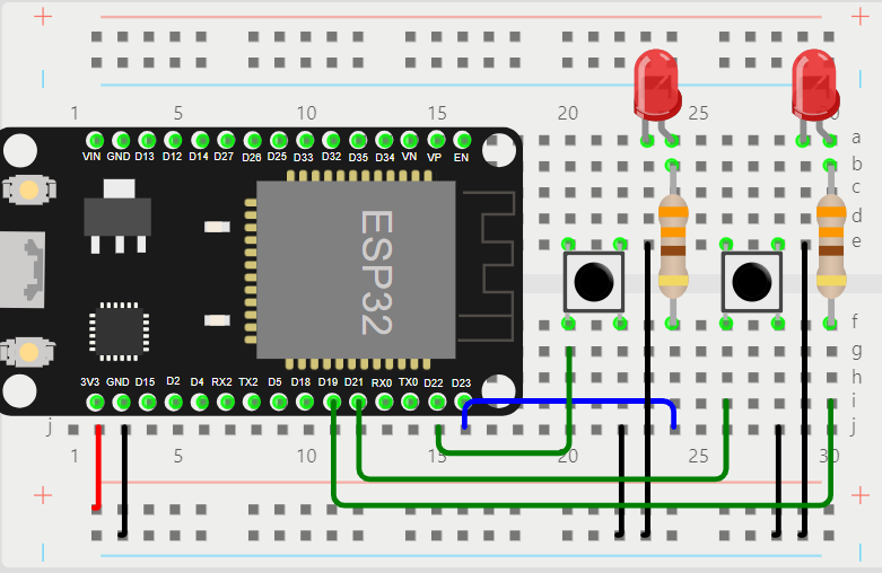 + +
1 5 10 15 20 25 30
a
VIN GND D13 D12 D14 D27 D26 D25 D33 D32 D35 D34 VN VP EN
b
c
d
e
ESP32
f
g
h
3V3 GND D15 D2 D4 RX2 TX2 D5 D18 D19 D21 RX0 TX0 D22 D23
i
j j
1 5 10 15 20 25 30
+ +